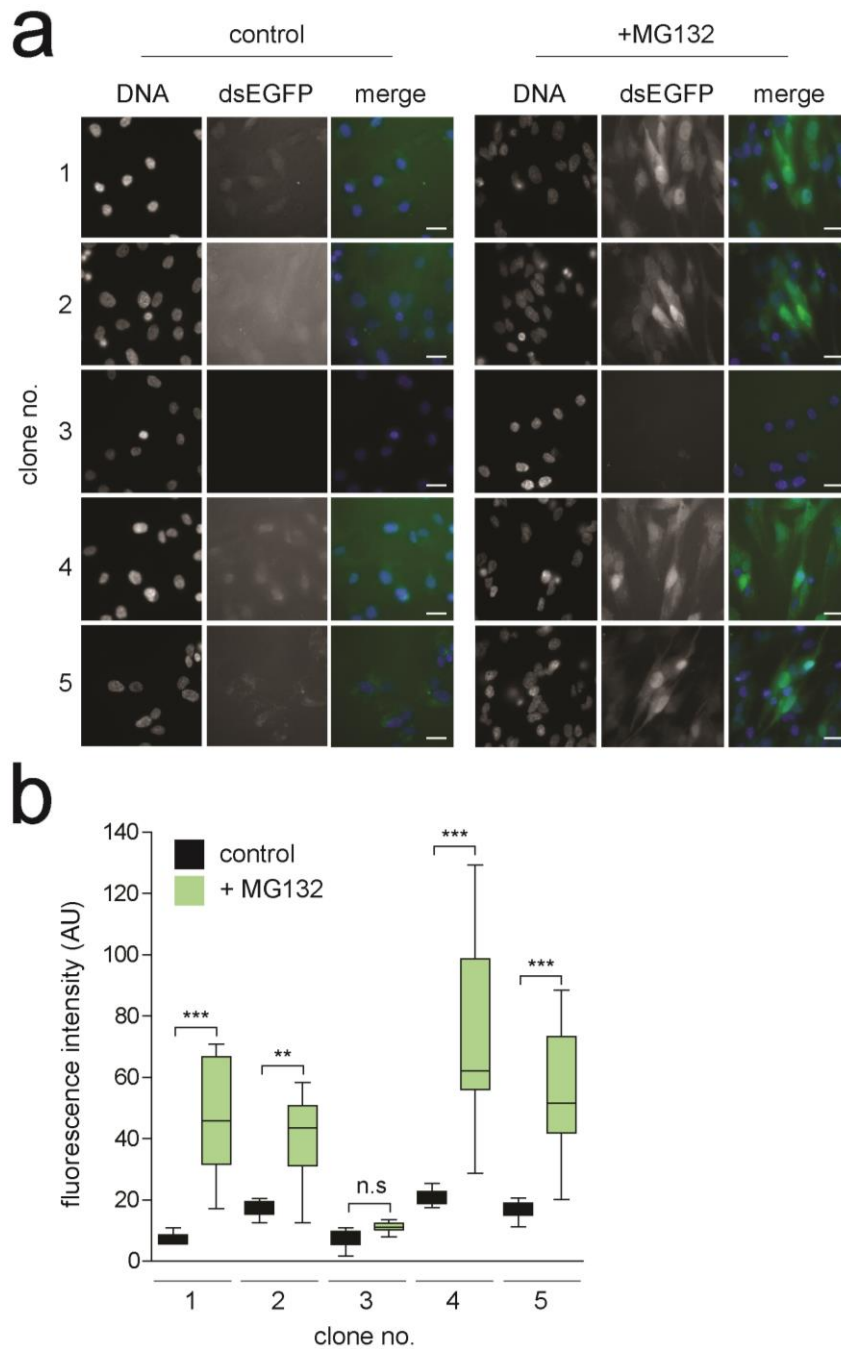 a
control +MG132
DNA dsEGFP merge DNA dsEGFP merge
clone no.
1
2
3
4
5
b
control
+ MG132
fluorescence intensity (AU)
140
120
100
80
60
40
20
0
***
**
n.s
***
***
1 2 3 4 5
clone no.